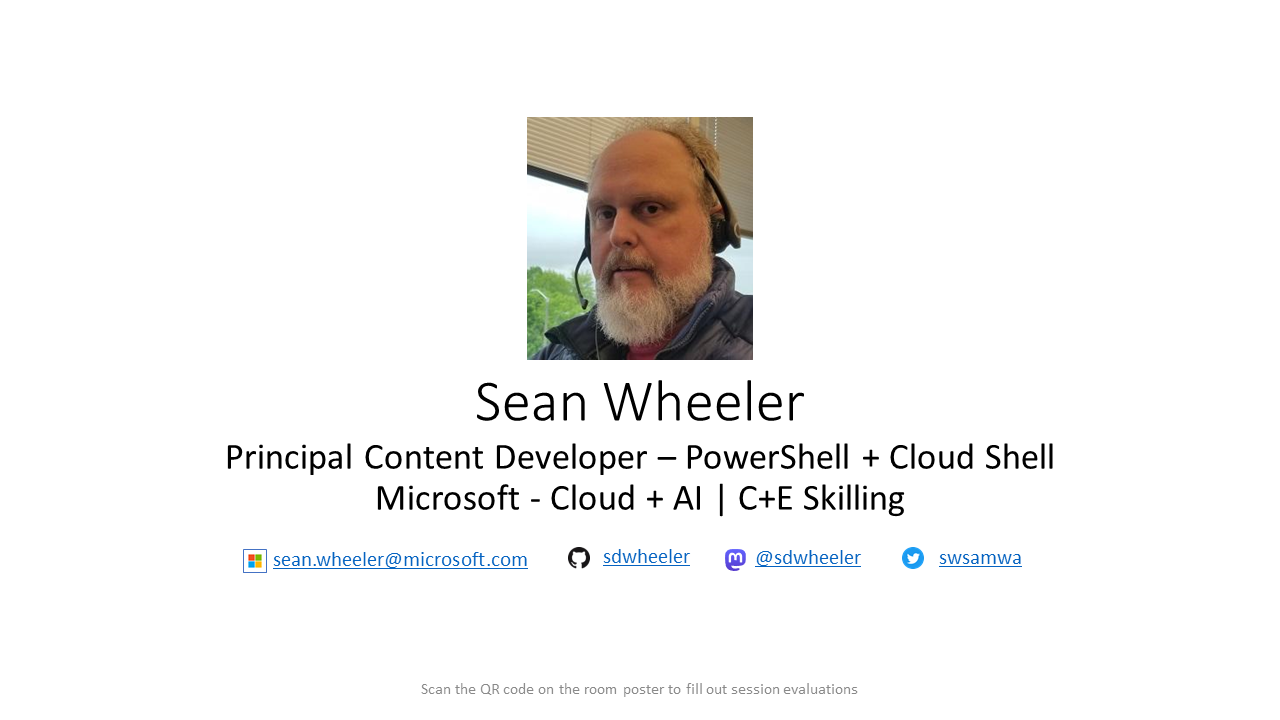 Sean Wheeler
Principal Content Developer – PowerShell + Cloud Shell
Microsoft - Cloud + AI | C+E Skilling
sean.wheeler@microsoft.com sdwheeler @sdwheeler swsamwa
Scan the QR code on the room poster to fill out session evaluations